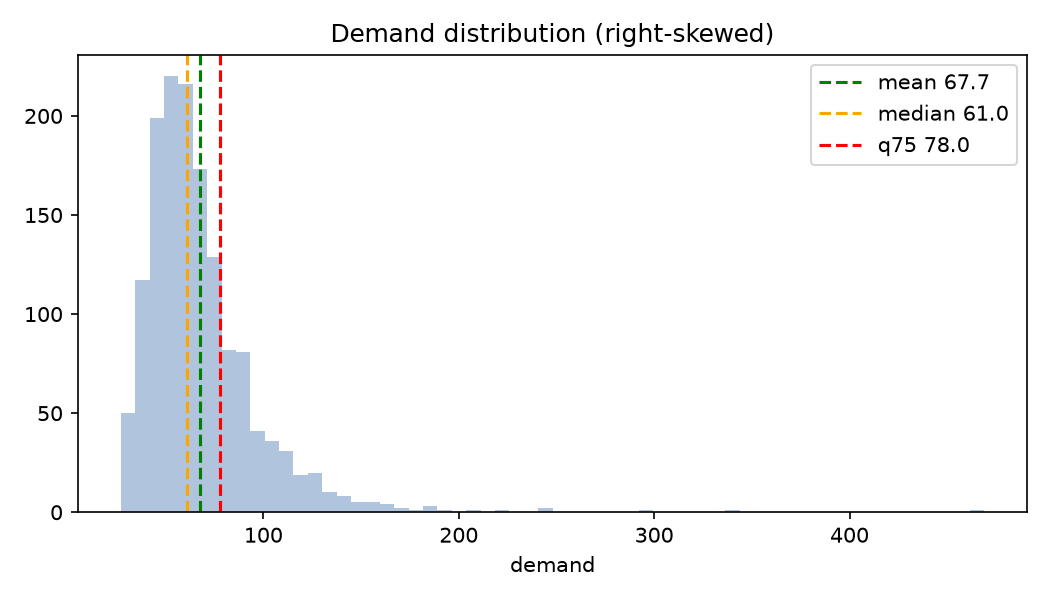 Demand distribution (right-skewed)
mean 67.7
median 61.0
q75 78.0
200
150
100
50
0
100 200 300 400
demand